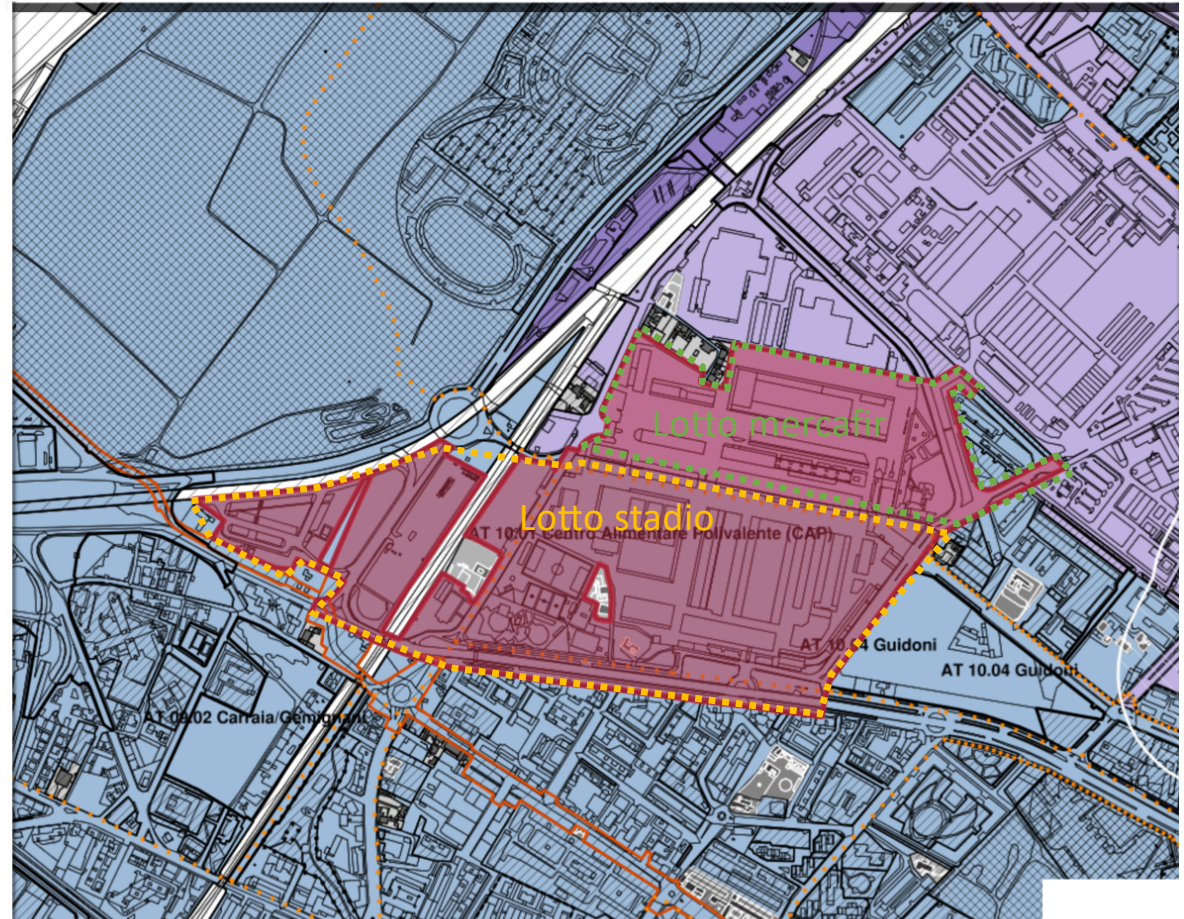 Lotto mercafir
Lotto stadio
AT 10.01 Centro Alimentare Polivalente (CAP)
AT 10.04 Guidoni
AT 10.04 Guidoni
AT 09.02 Carraia/Gemignani